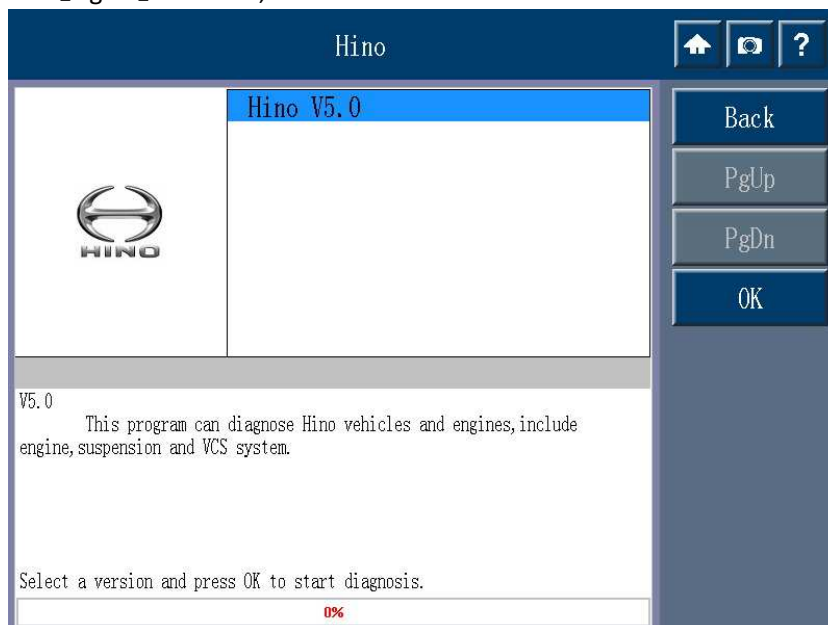 Hino
?
Hino V5.0
Back
PgUp
HINO
PgDn
OK
V5.0
This program can diagnose Hino vehicles and engines,include
engine,suspension and VCS system.
Select a version and press OK to start diagnosis.
0%